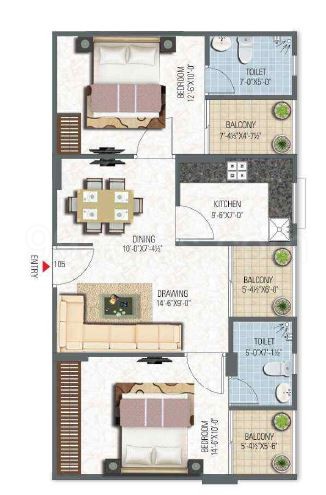 BEDROOM
12'-6"X10'-0"
TOILET
7'-0"X5'-0"
BALCONY
7'-4½"X4'-7½"
KITCHEN
9'-6"X7'-0"
DINING
10'-0"X7'-4½"
ENTRY
105
DRAWING
14'-6"X9'-0"
BALCONY
5'-4½"X6'-0"
TOILET
5'-0"X7'-1½"
BEDROOM
14'-6"X10'-0"
BALCONY
5'-4½"X5'-6"